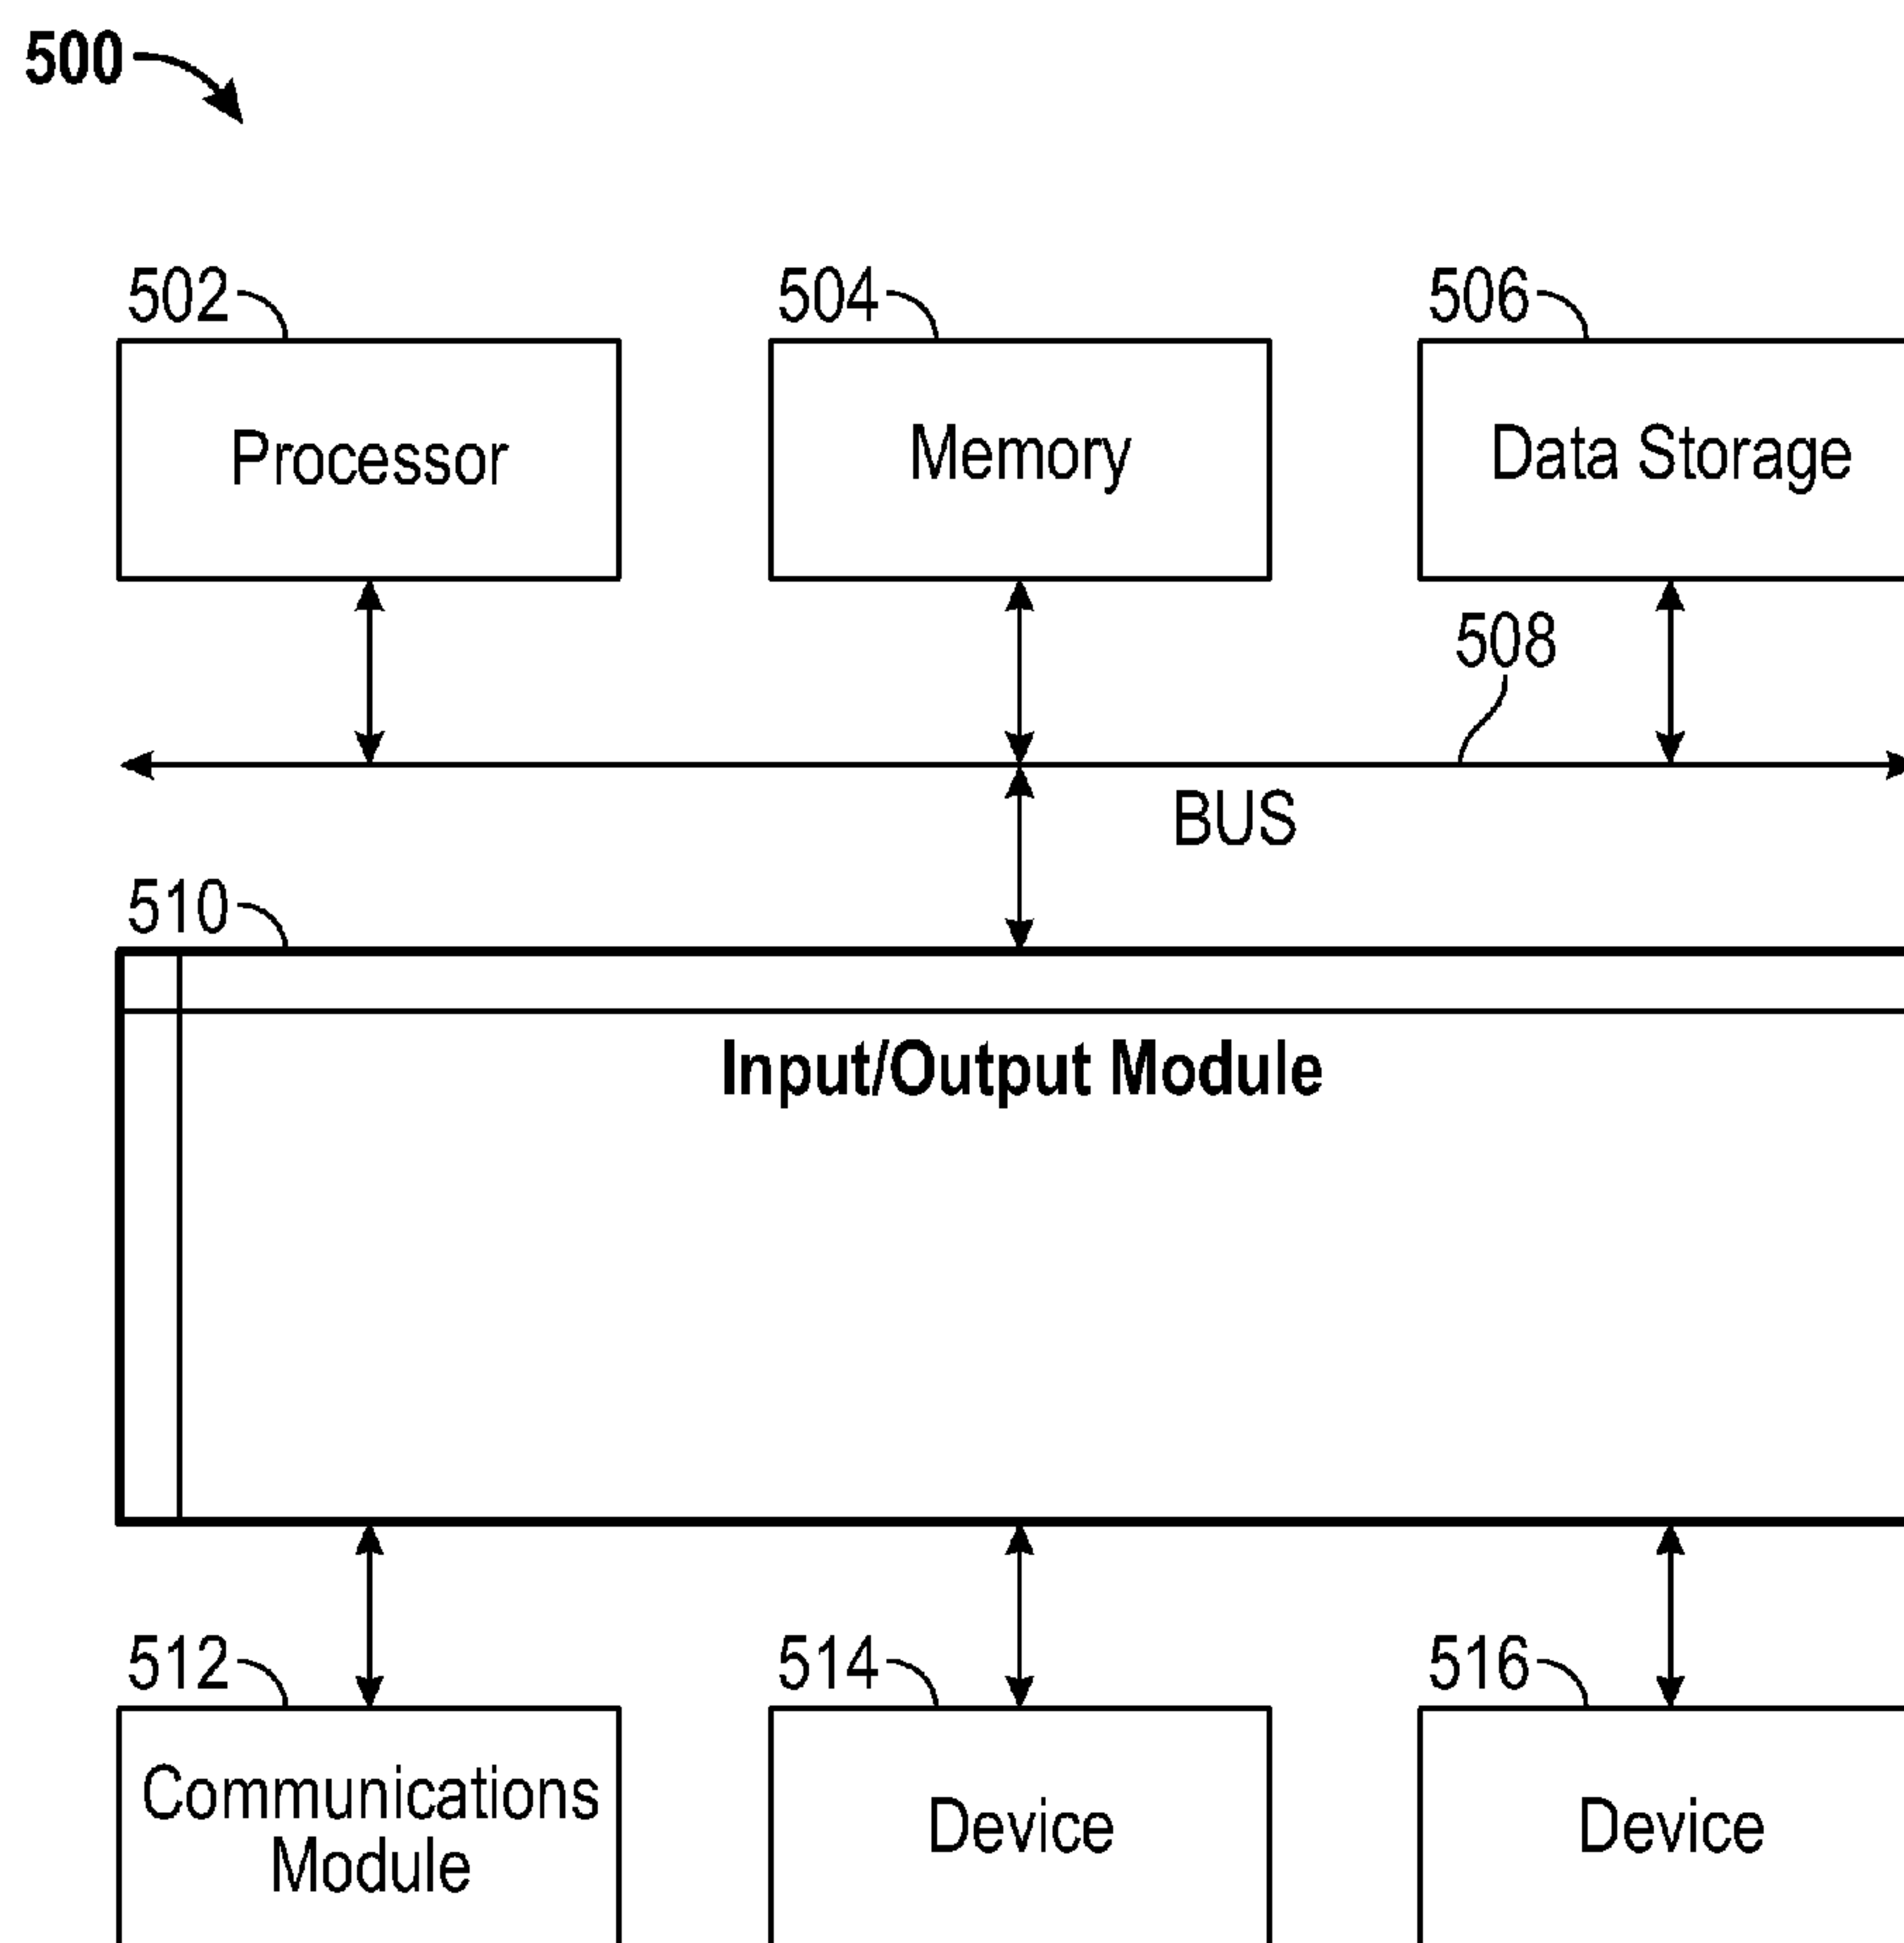 500
502
504
506
Processor
Memory
Data Storage
508
BUS
510
Input/Output Module
512
514
516
Communications
Module
Device
Device